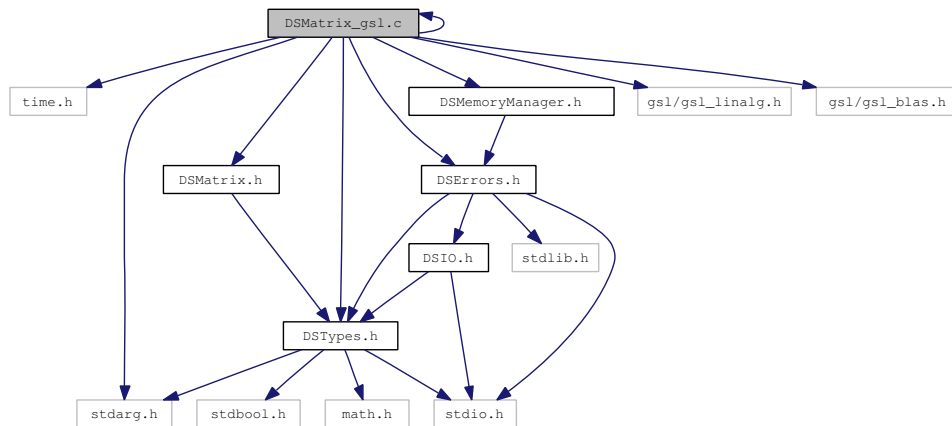 DSMatrix_gsl.c
time.h
DSMemoryManager.h
gsl/gsl_linalg.h
gsl/gsl_blas.h
DSMatrix.h
DSErrors.h
DSIO.h
stdlib.h
DSTypes.h
stdarg.h
stdbool.h
math.h
stdio.h